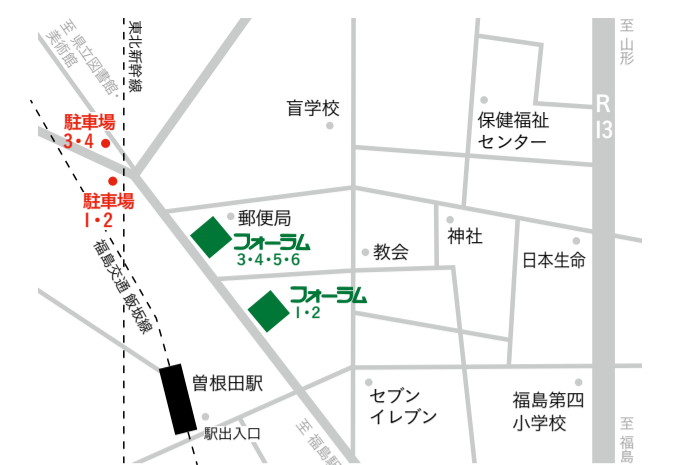 至 県立図書館・
美術館
東北新幹線
至 山形
駐車場
3・4
盲学校
保健福祉
センター
R
13
駐車場
1・2
郵便局
フォーラム
3・4・5・6
神社
教会
日本生命
福島交通 飯坂線
フォーラム
1・2
曽根田駅
セブン
イレブン
福島第四
小学校
駅出入口
至 福島駅
至 福島